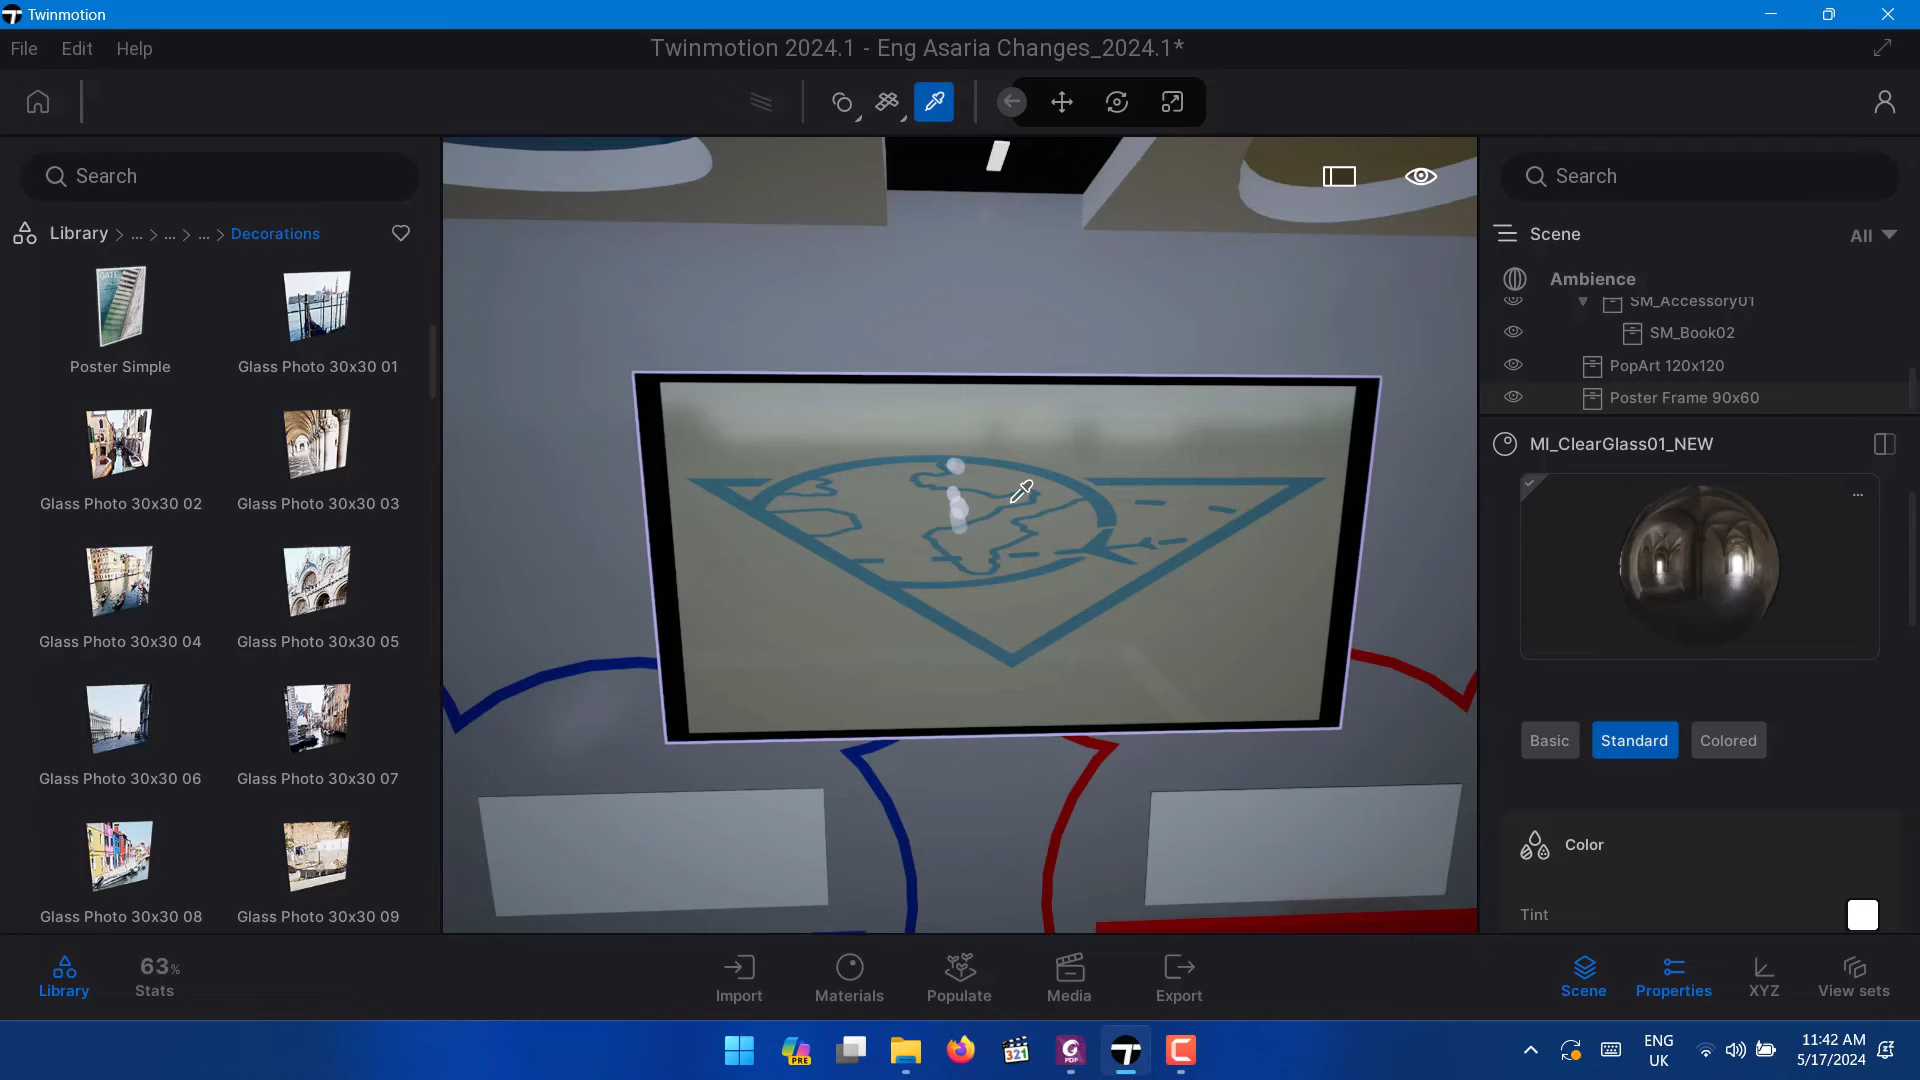 Twinmotion
File Edit Help
Twinmotion 2024.1 - Eng Asaria Changes_2024.1*
Search
Library > ... > ... > ... > Decorations
Poster Simple
Glass Photo 30x30 01
Glass Photo 30x30 02
Glass Photo 30x30 03
Glass Photo 30x30 04
Glass Photo 30x30 05
Glass Photo 30x30 06
Glass Photo 30x30 07
Glass Photo 30x30 08
Glass Photo 30x30 09
Search
Scene All
Ambience
SM_Accessory01
SM_Book02
PopArt 120x120
Poster Frame 90x60
MI_ClearGlass01_NEW
...
Basic Standard Colored
Color
Tint
Library
63%
Stats
Import
Materials
Populate
Media
Export
Scene
Properties
XYZ
View sets
PRE
321
PDF
ENG
UK
11:42 AM
5/17/2024